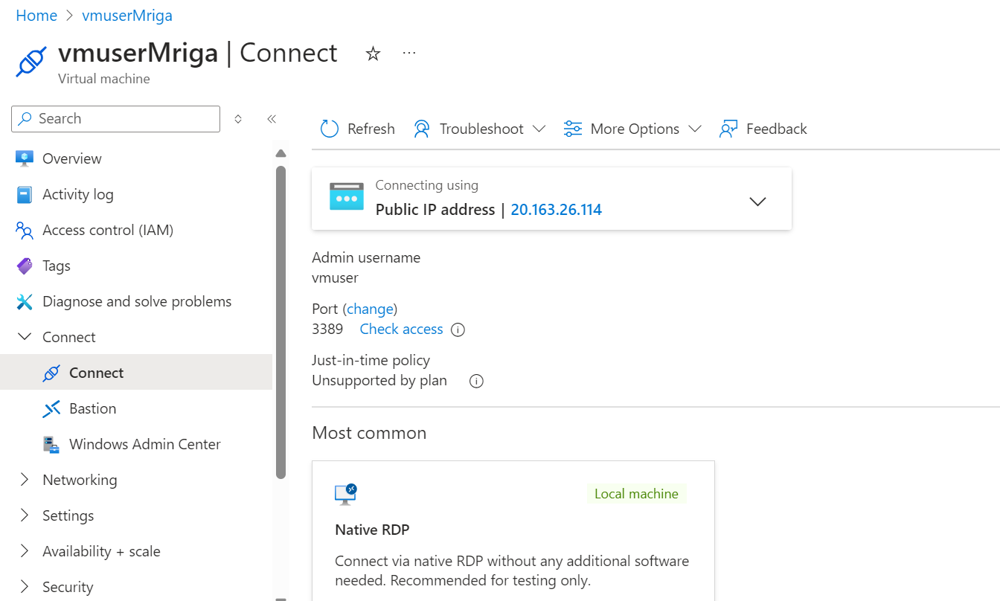 Home > vmuserMriga
vmuserMriga | Connect
Virtual machine
Search
Overview
Activity log
Access control (IAM)
Tags
Diagnose and solve problems
Connect
Connect
Bastion
Windows Admin Center
Networking
Settings
Availability + scale
Security
Refresh Troubleshoot More Options Feedback
Connecting using
Public IP address | 20.163.26.114
Admin username
vmuser
Port (change)
3389 Check access
Just-in-time policy
Unsupported by plan
Most common
Local machine
Native RDP
Connect via native RDP without any additional software
needed. Recommended for testing only.